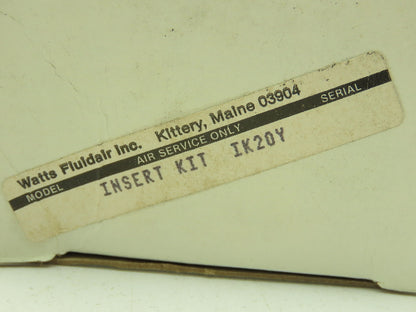 Watts Fluidair Inc. Kittery, Maine 03904
MODEL AIR SERVICE ONLY SERIAL
INSERT KIT IK20Y